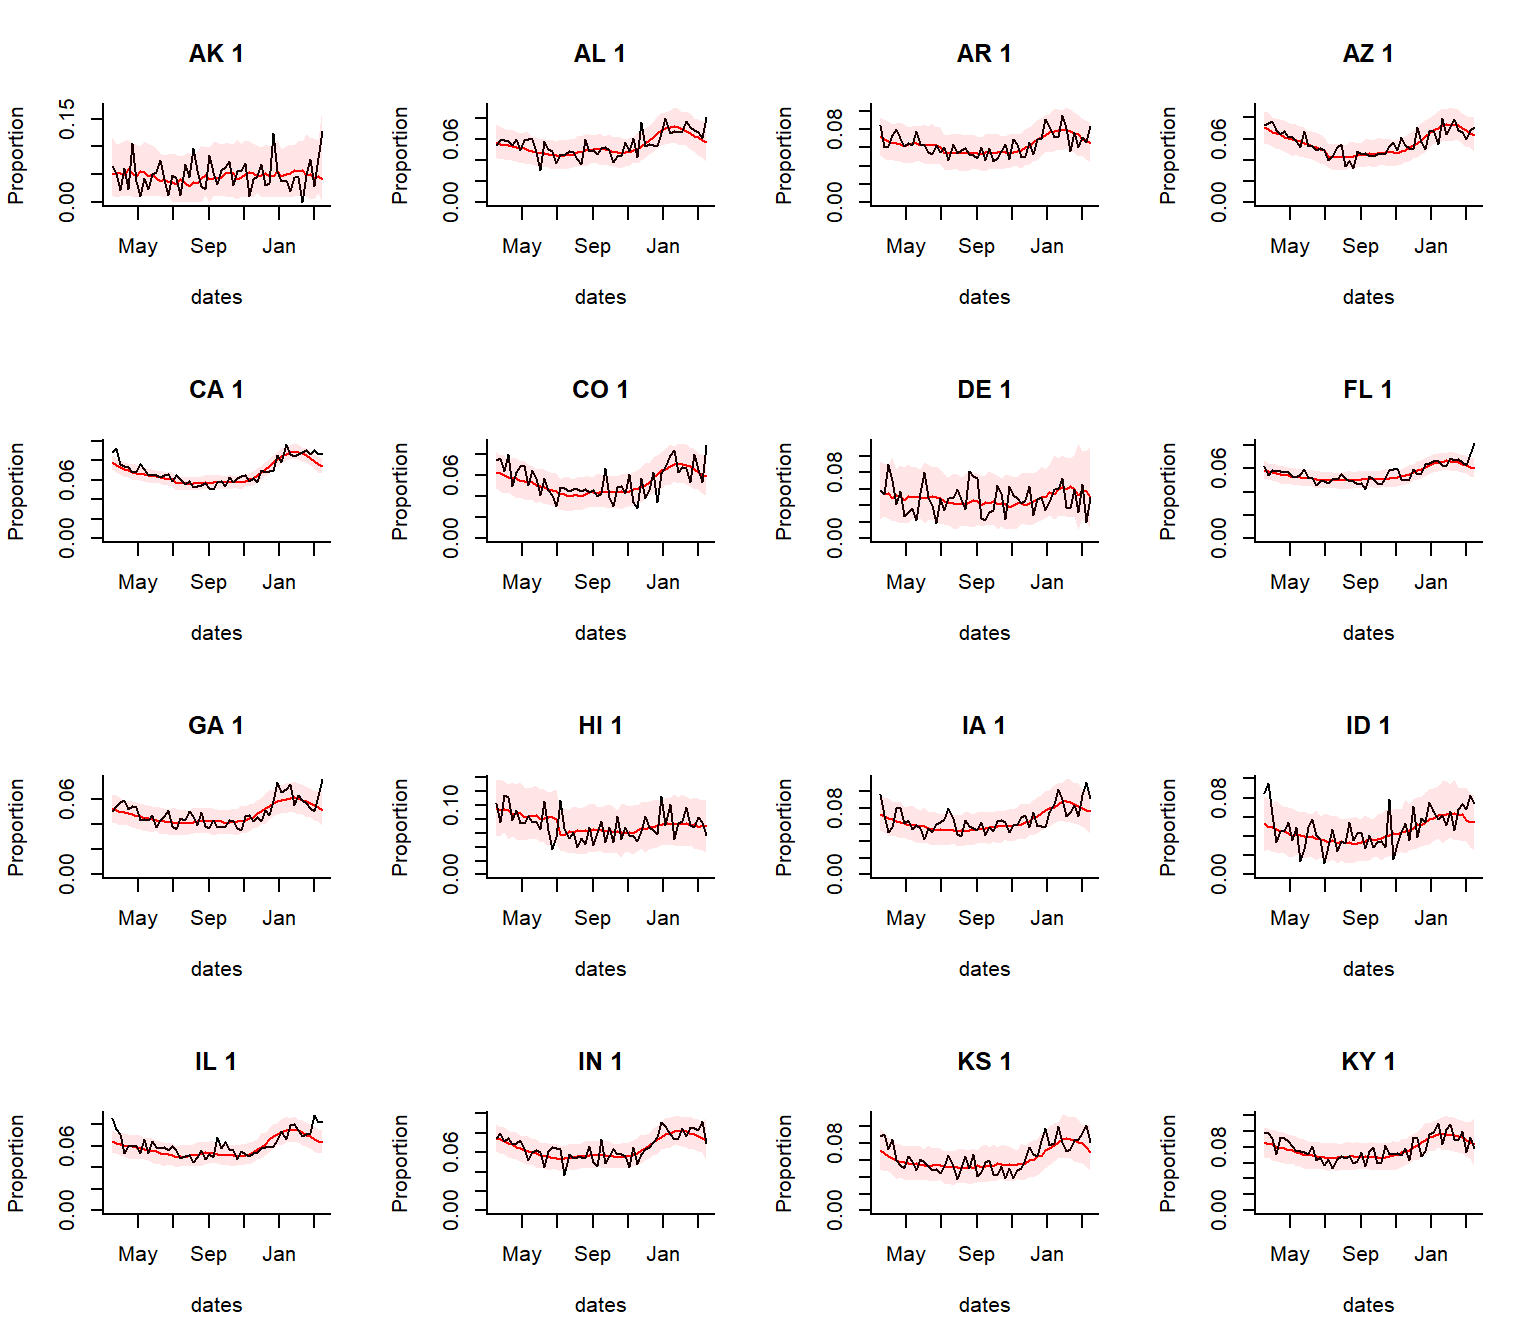 AK 1
AL 1
AR 1
AZ 1
Proportion
0.00
0.15
Proportion
0.00
0.06
Proportion
0.00
0.08
Proportion
0.00
0.06
May Sep Jan
May Sep Jan
May Sep Jan
May Sep Jan
dates
dates
dates
dates
CA 1
CO 1
DE 1
FL 1
Proportion
0.00
0.06
Proportion
0.00
0.06
Proportion
0.00
0.08
Proportion
0.00
0.06
May Sep Jan
May Sep Jan
May Sep Jan
May Sep Jan
dates
dates
dates
dates
GA 1
HI 1
IA 1
ID 1
Proportion
0.00
0.06
Proportion
0.00
0.10
Proportion
0.00
0.08
Proportion
0.00
0.08
May Sep Jan
May Sep Jan
May Sep Jan
May Sep Jan
dates
dates
dates
dates
IL 1
IN 1
KS 1
KY 1
Proportion
0.00
0.06
Proportion
0.00
0.06
Proportion
0.00
0.08
Proportion
0.00
0.08
May Sep Jan
May Sep Jan
May Sep Jan
May Sep Jan
dates
dates
dates
dates